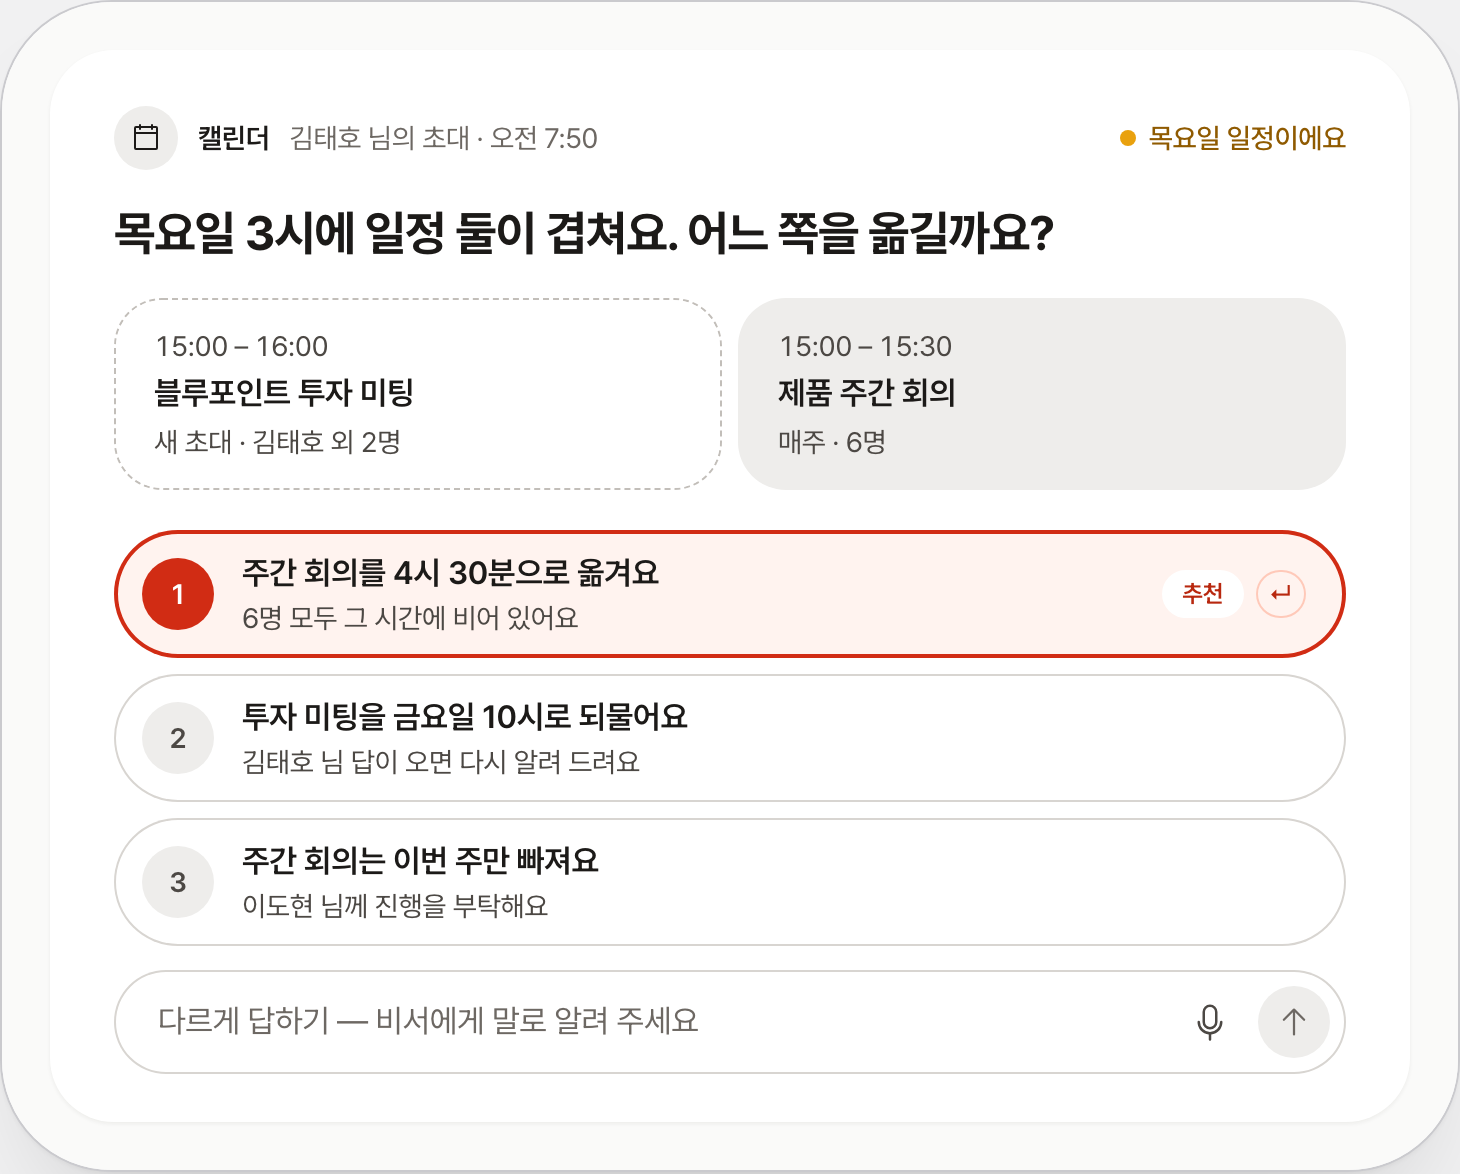 캘린더 김태호 님의 초대 · 오전 7:50
목요일 일정이에요
목요일 3시에 일정 둘이 겹쳐요. 어느 쪽을 옮길까요?
15:00 – 16:00
블루포인트 투자 미팅
새 초대 · 김태호 외 2명
15:00 – 15:30
제품 주간 회의
매주 · 6명
1
주간 회의를 4시 30분으로 옮겨요
6명 모두 그 시간에 비어 있어요
추천
2
투자 미팅을 금요일 10시로 되물어요
김태호 님 답이 오면 다시 알려 드려요
3
주간 회의는 이번 주만 빠져요
이도현 님께 진행을 부탁해요
다르게 답하기 — 비서에게 말로 알려 주세요